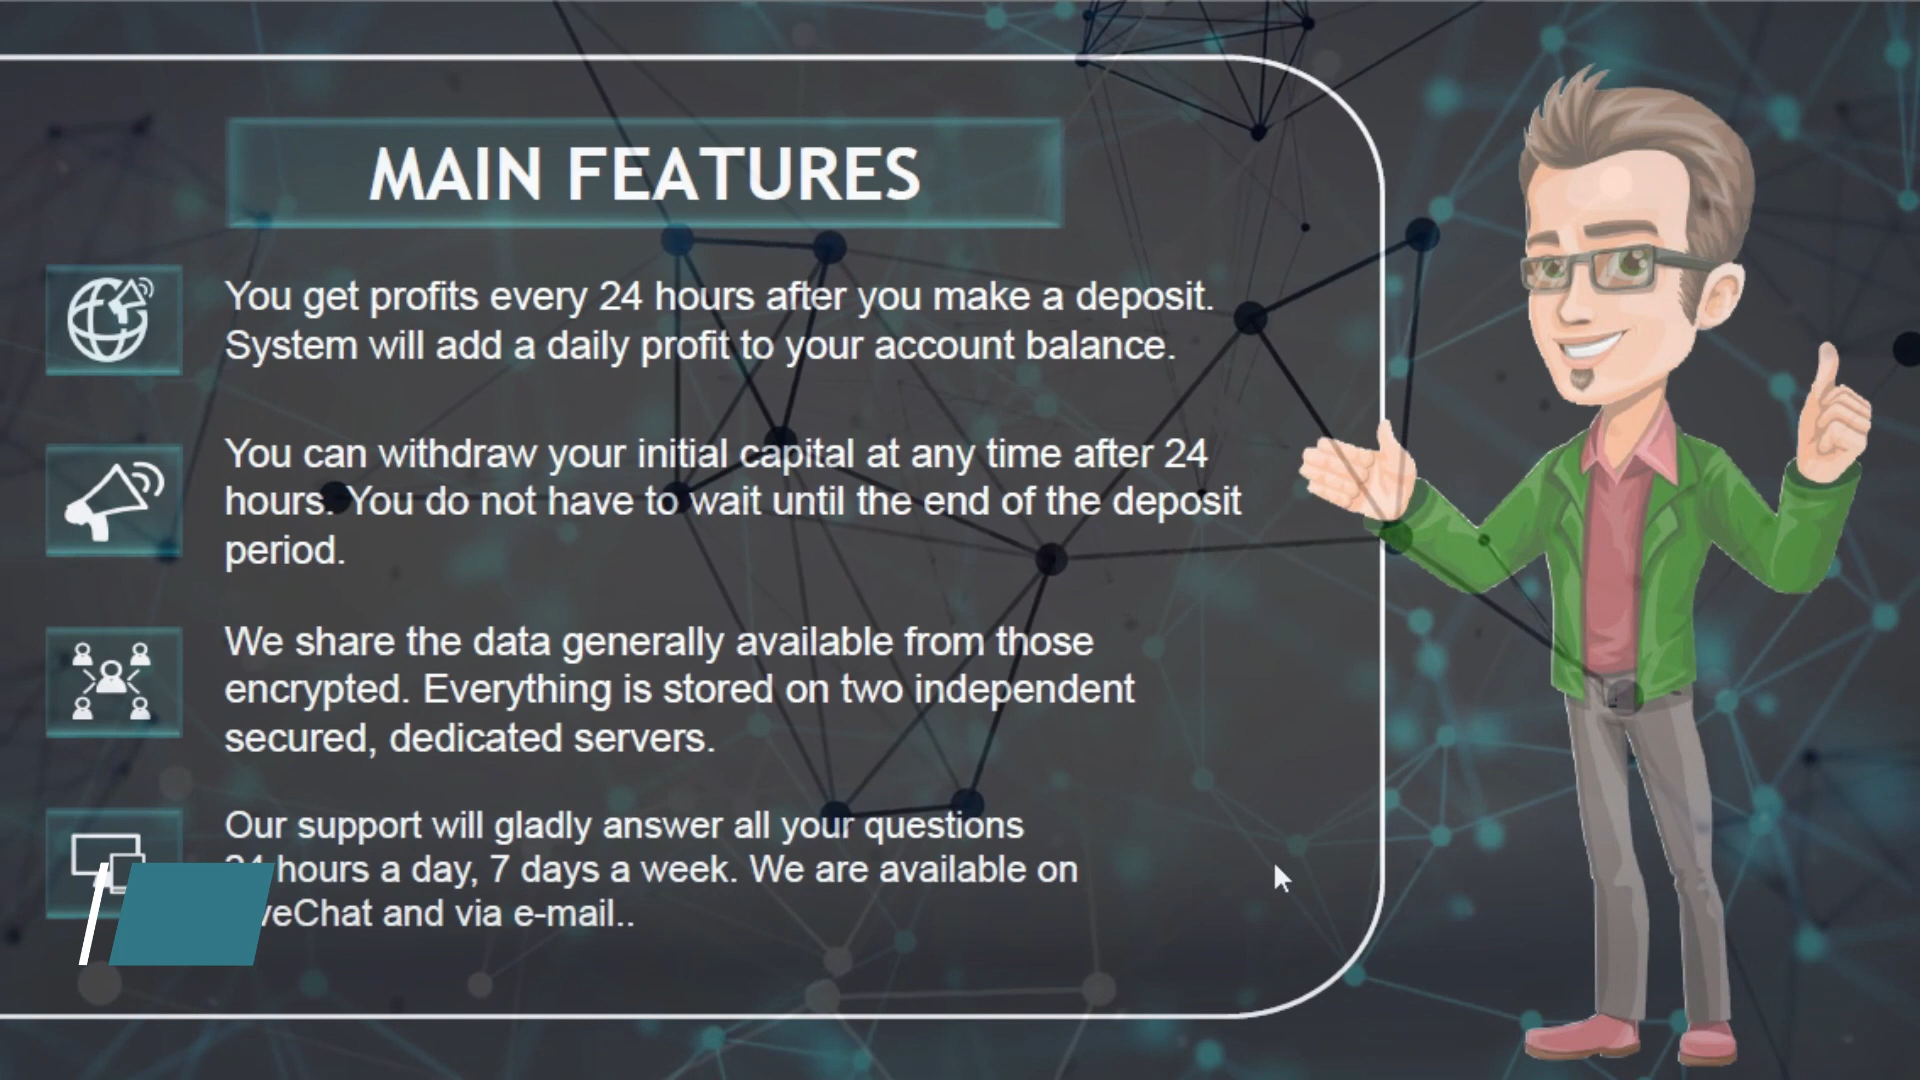 MAIN FEATURES
You get profits every 24 hours after you make a deposit.
System will add a daily profit to your account balance.
You can withdraw your initial capital at any time after 24
hours. You do not have to wait until the end of the deposit
period.
We share the data generally available from those
encrypted. Everything is stored on two independent
secured, dedicated servers.
Our support will gladly answer all your questions
24 hours a day, 7 days a week. We are available on
veChat and via e-mail..